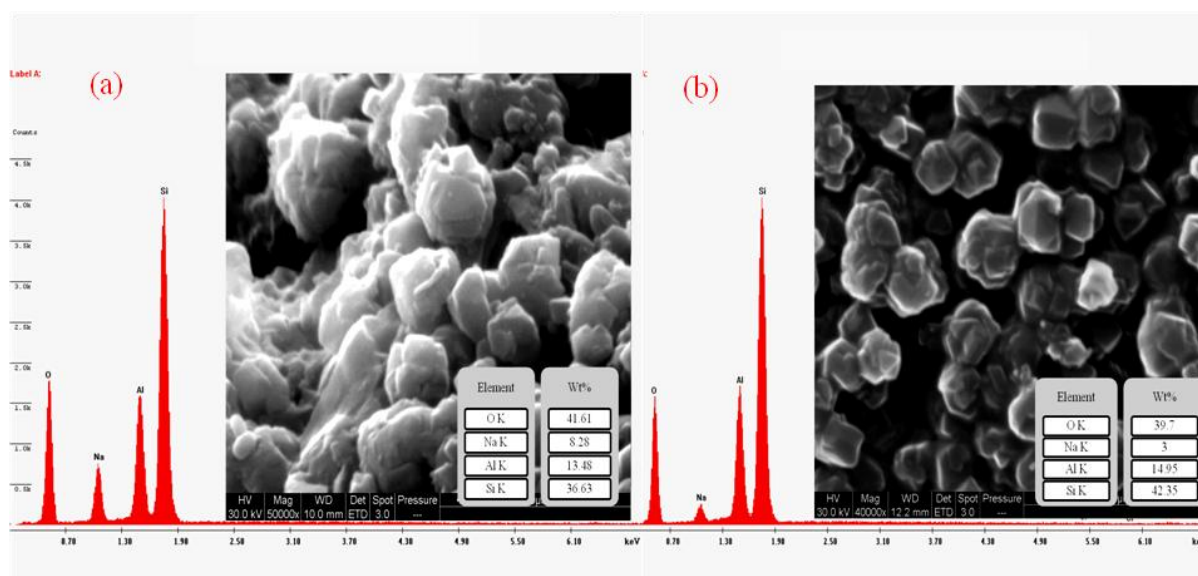 Label A:
(a)
Counts
4.5k
4.0k
3.5k
3.0k
2.5k
2.0k
1.5k
1.0k
0.5k
O
Na
Al
Si
Element Wt%
O K 41.61
Na K 8.28
Al K 13.48
Si K 36.63
HV Mag WD Det Spot Pressure
30.0 kV 50000x 10.0 mm ETD 3.0 ---
0.70 1.30 1.90 2.50 3.10 3.70 4.30 4.90 5.50 6.10 keV
(b)
O
Na
Al
Si
Element Wt%
O K 39.7
Na K 3
Al K 14.95
Si K 42.35
HV Mag WD Det Spot Pressure
30.0 kV 40000x 12.2 mm ETD 3.0 ---
0.70 1.30 1.90 2.50 3.10 3.70 4.30 4.90 5.50 6.10 keV